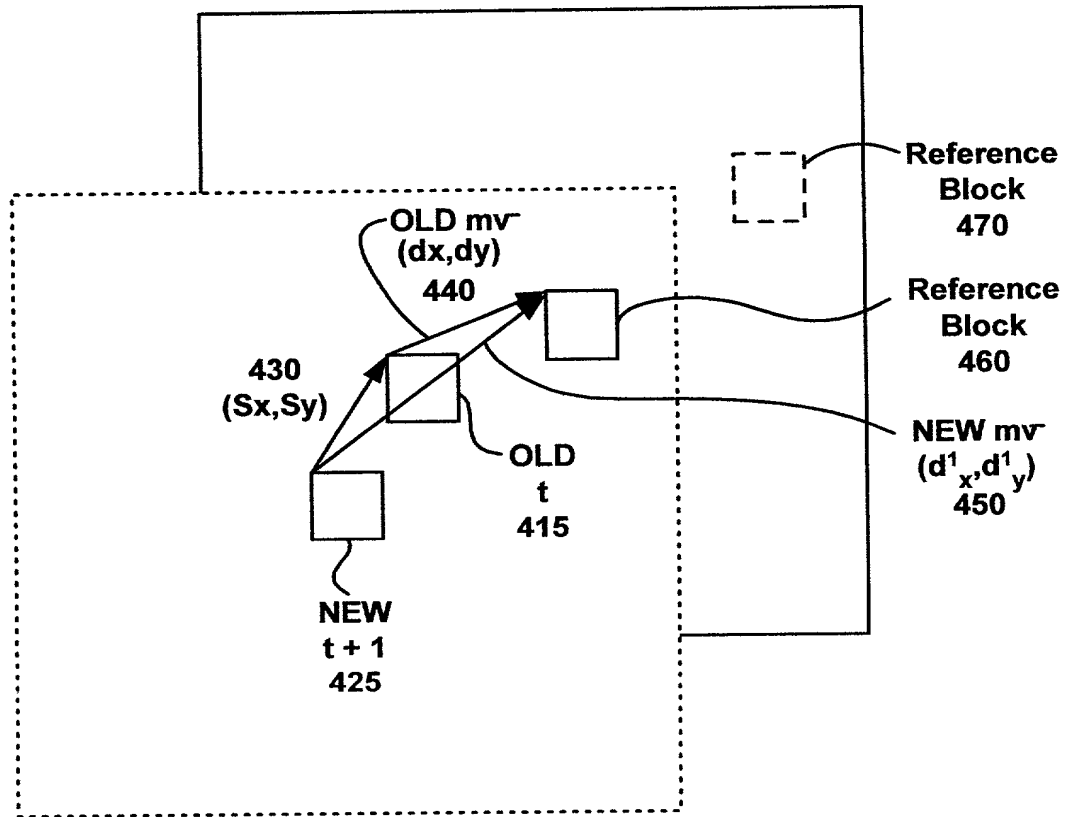 Reference
Block
470
OLD mv-
(dx,dy)
440
Reference
Block
460
430
(Sx,Sy)
NEW mv-
(d¹ₓ,d¹ᵧ)
450
OLD
t
415
NEW
t + 1
425